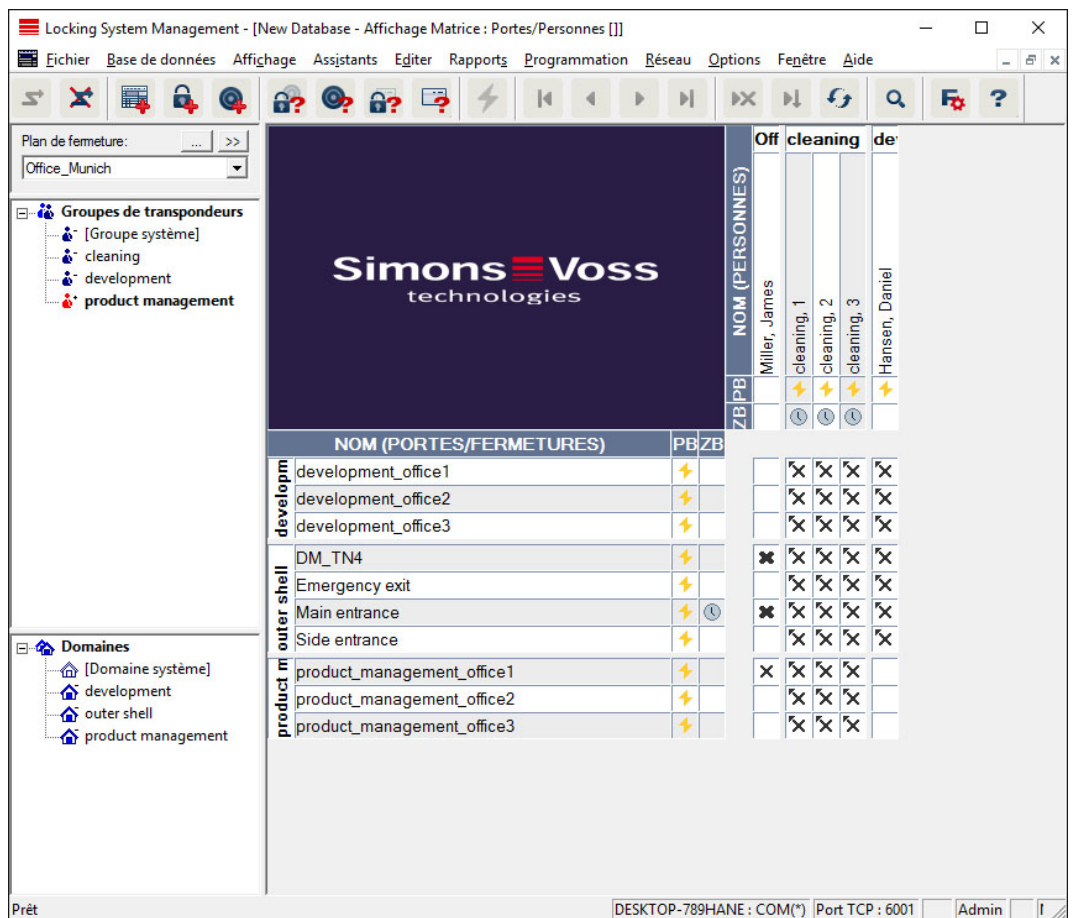 Locking System Management - [New Database - Affichage Matrice : Portes/Personnes []]
Fichier Base de données Affichage Assistants Editer Rapports Programmation Réseau Options Fenêtre Aide
Plan de fermeture: ... >>
Office_Munich
Groupes de transpondeurs
[Groupe système]
cleaning
development
product management
Domaines
[Domaine système]
development
outer shell
product management
Simons Voss
technologies
NOM (PERSONNES)
PB
ZB
Off cleaning de
Miller, James
cleaning, 1
cleaning, 2
cleaning, 3
Hansen, Daniel
NOM (PORTES/FERMETURES) PB ZB
developm
development_office1
development_office2
development_office3
outer shell
DM_TN4
Emergency exit
Main entrance
Side entrance
product m
product_management_office1
product_management_office2
product_management_office3
Prêt DESKTOP-789HANE : COM(*) Port TCP : 6001 Admin